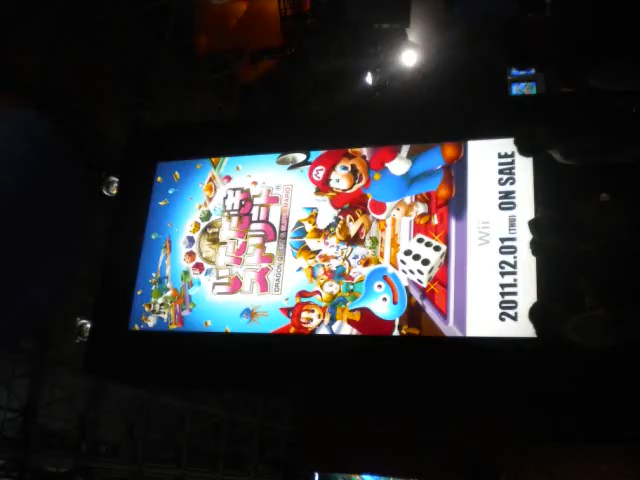 いただき
ストリート
DRAGON QUEST & SUPER MARIO
Wii
2011.12.01 (THU) ON SALE